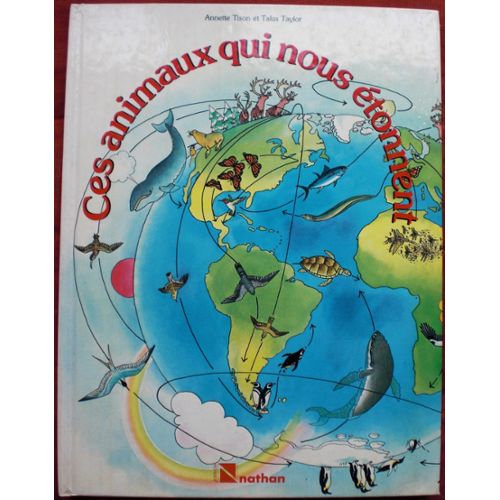 Annette Tison et Talus Taylor
Ces animaux qui nous étonnent
nathan